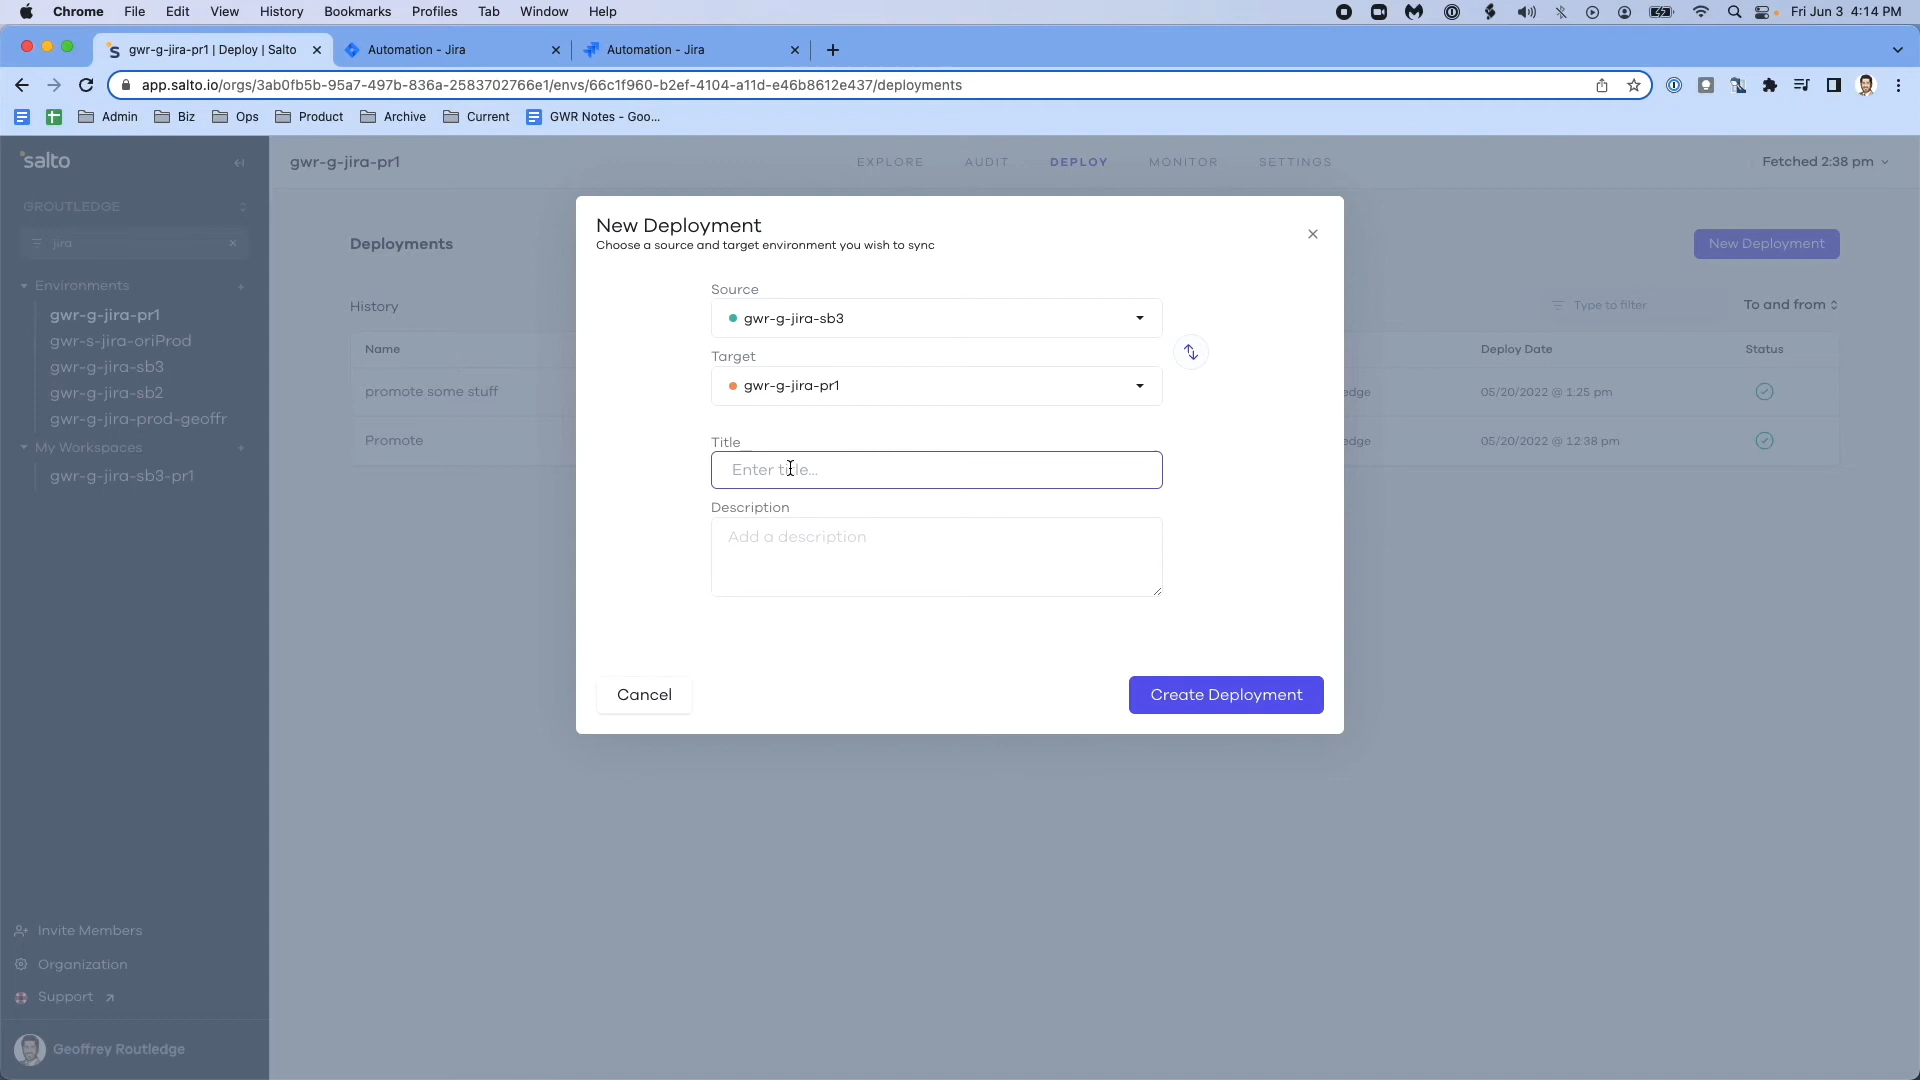 Chrome File Edit View History Bookmarks Profiles Tab Window Help Fri Jun 3 4:14 PM
gwr-g-jira-pr1 | Deploy | Salto Automation - Jira Automation - Jira
app.salto.io/orgs/3ab0fb5b-95a7-497b-836a-2583702766e1/envs/66c1f960-b2ef-4104-a11d-e46b8612e437/deployments
Admin Biz Ops Product Archive Current GWR Notes - Goo...
salto gwr-g-jira-pr1 EXPLORE AUDIT DEPLOY MONITOR SETTINGS Fetched 2:38 pm
GROUTLEDGE
jira
Environments
gwr-g-jira-pr1
gwr-s-jira-oriProd
gwr-g-jira-sb3
gwr-g-jira-sb2
gwr-g-jira-prod-geoffr
My Workspaces
gwr-g-jira-sb3-pr1
Invite Members
Organization
Support
Geoffrey Routledge
Deployments New Deployment
History Type to filter To and from
Name Deploy Date Status
promote some stuff edge 05/20/2022 @ 1:25 pm
Promote edge 05/20/2022 @ 12:38 pm
New Deployment
Choose a source and target environment you wish to sync
Source
gwr-g-jira-sb3
Target
gwr-g-jira-pr1
Title
Enter title...
Description
Add a description
Cancel Create Deployment